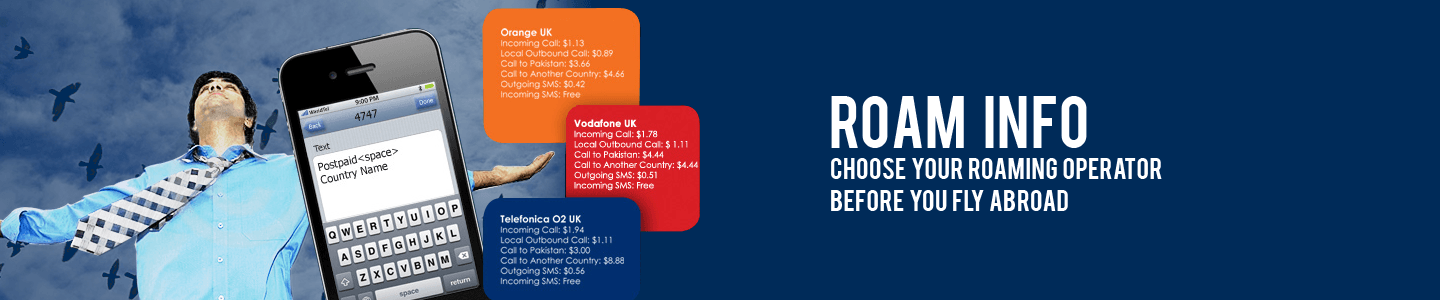 Orange UK
Incoming Call: $1.13
Local Outbound Call: $0.89
Call to Pakistan: $3.66
Call to Another Country: $4.66
Outgoing SMS: $0.42
Incoming SMS: Free
Vodafone UK
Incoming Call: $1.78
Local Outbound Call: $ 1.11
Call to Pakistan: $4.44
Call to Another Country: $4.44
Outgoing SMS: $0.51
Incoming SMS: Free
Telefonica O2 UK
Incoming Call: $1.94
Local Outbound Call: $1.11
Call to Pakistan: $3.00
Call to Another Country: $8.88
Outgoing SMS: $0.56
Incoming SMS: Free
9:00 PM
Back
4747
Done
Text
Postpaid<space>
Country Name
Q W E R T Y U I O P
A S D F G H J K L
Z X C V B N M
space
return
ROAM INFO
CHOOSE YOUR ROAMING OPERATOR
BEFORE YOU FLY ABROAD